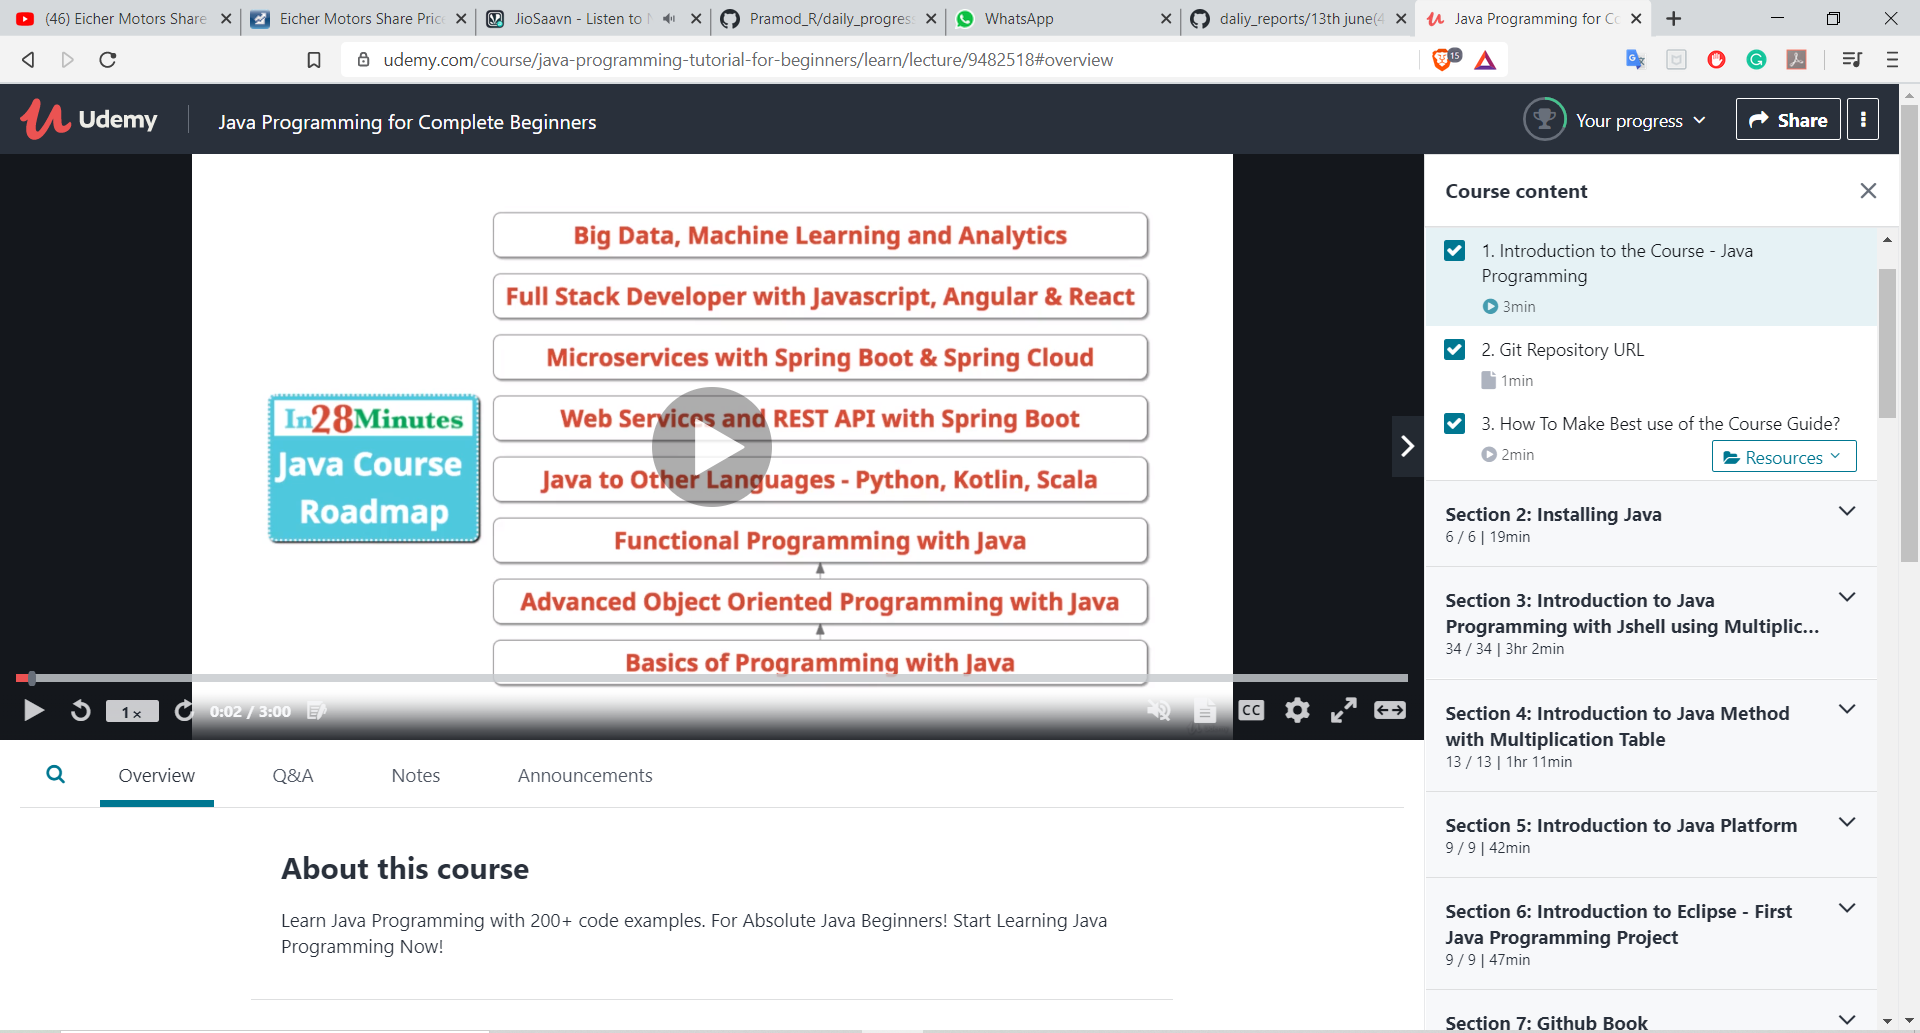 (46) Eicher Motors Share
Eicher Motors Share Pric
JioSaavn - Listen to
Pramod_R/daily_progres
WhatsApp
daliy_reports/13th june(4
Java Programming for Co
udemy.com/course/java-programming-tutorial-for-beginners/learn/lecture/9482518#overview
15
Udemy
Java Programming for Complete Beginners
Your progress
Share
Big Data, Machine Learning and Analytics
Full Stack Developer with Javascript, Angular & React
Microservices with Spring Boot & Spring Cloud
Web Services and REST API with Spring Boot
Java to Other Languages - Python, Kotlin, Scala
Functional Programming with Java
Advanced Object Oriented Programming with Java
Basics of Programming with Java
In28Minutes
Java Course
Roadmap
1x
0:02 / 3:00
CC
Course content
1. Introduction to the Course - Java
Programming
3min
2. Git Repository URL
1min
3. How To Make Best use of the Course Guide?
2min
Resources
Section 2: Installing Java
6 / 6 | 19min
Section 3: Introduction to Java
Programming with Jshell using Multiplic...
34 / 34 | 3hr 2min
Section 4: Introduction to Java Method
with Multiplication Table
13 / 13 | 1hr 11min
Section 5: Introduction to Java Platform
9 / 9 | 42min
Section 6: Introduction to Eclipse - First
Java Programming Project
9 / 9 | 47min
Section 7: Github Book
Overview
Q&A
Notes
Announcements
About this course
Learn Java Programming with 200+ code examples. For Absolute Java Beginners! Start Learning Java
Programming Now!